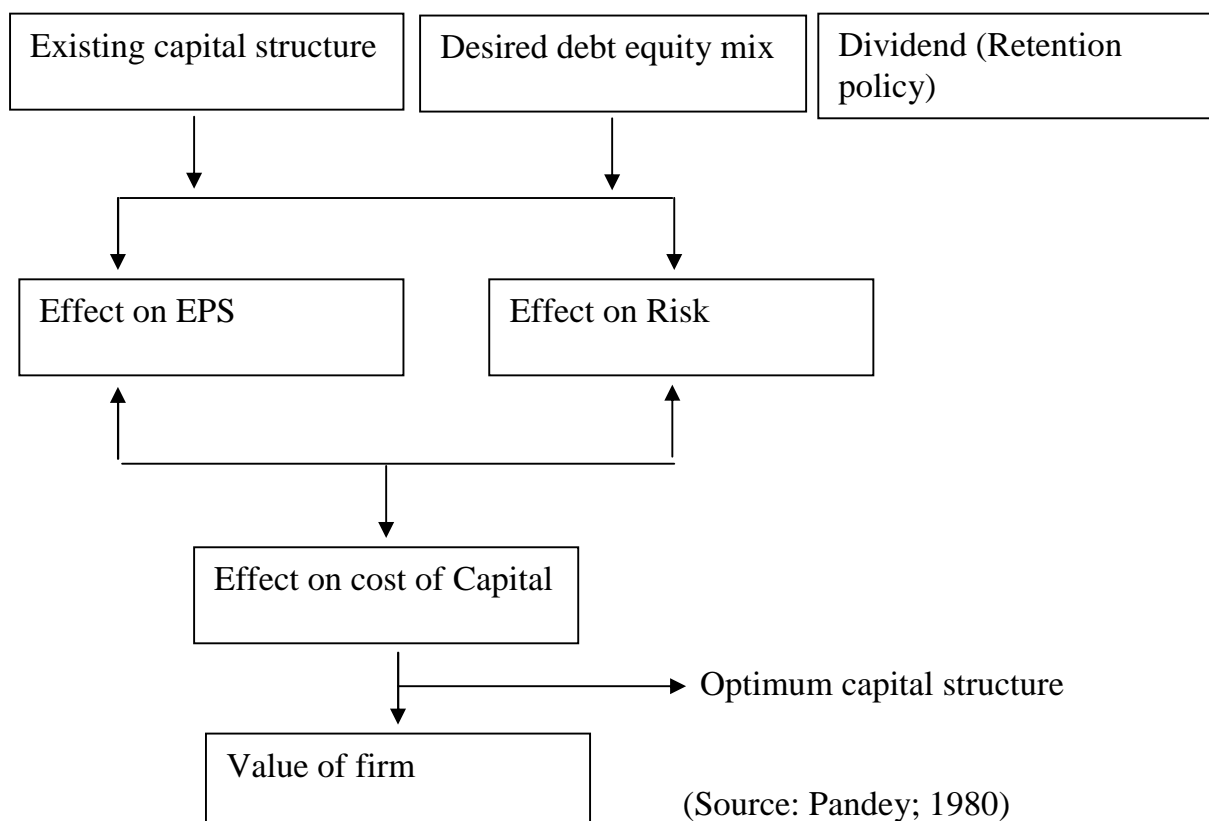 Existing capital structure
Desired debt equity mix
Dividend (Retention
policy)
Effect on EPS
Effect on Risk
Effect on cost of Capital
Optimum capital structure
Value of firm
(Source: Pandey; 1980)